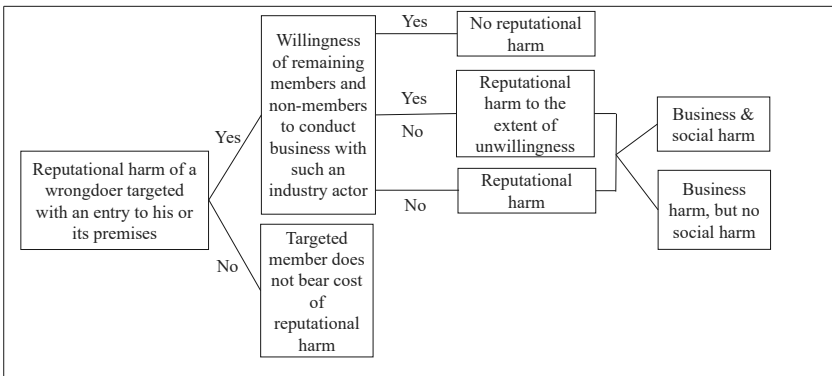 Reputational harm of a
wrongdoer targeted
with an entry to his or
its premises
Yes
No
Willingness
of remaining
members and
non-members
to conduct
business with
such an
industry actor
Targeted
member does
not bear cost
of
reputational
harm
Yes
Yes
No
No
No reputational
harm
Reputational
harm to the
extent of
unwillingness
Reputational
harm
Business &
social harm
Business
harm, but no
social harm